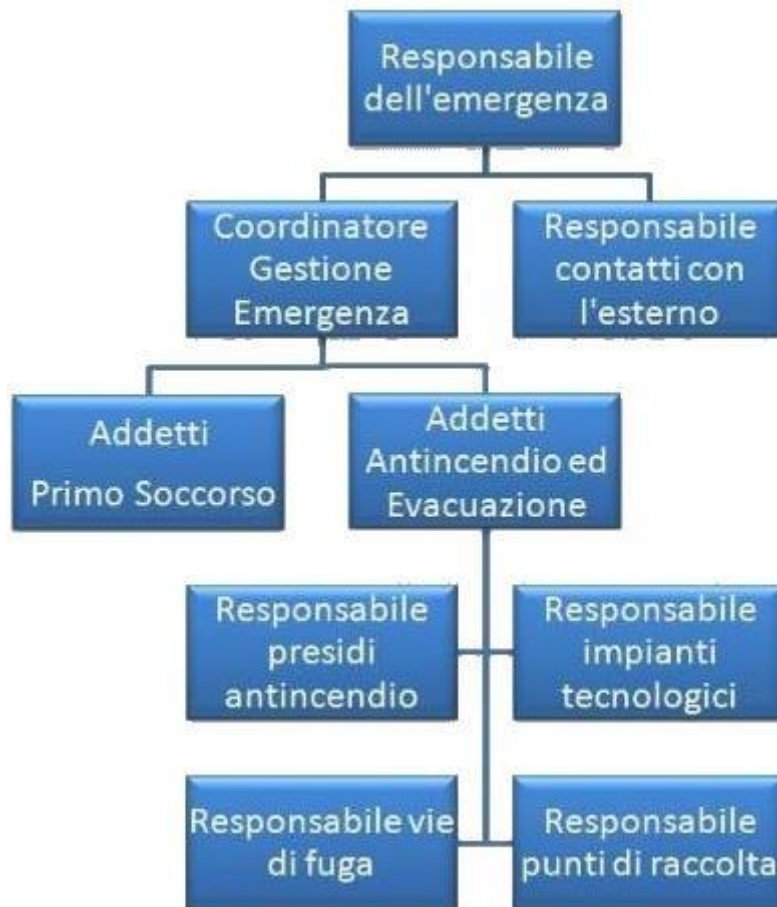 Responsabile
dell'emergenza
Coordinatore
Gestione
Emergenza
Responsabile
contatti con
l'esterno
Addetti
Primo Soccorso
Addetti
Antincendio ed
Evacuazione
Responsabile
presidi
antincendio
Responsabile
impianti
tecnologici
Responsabile vie
di fuga
Responsabile
punti di raccolta